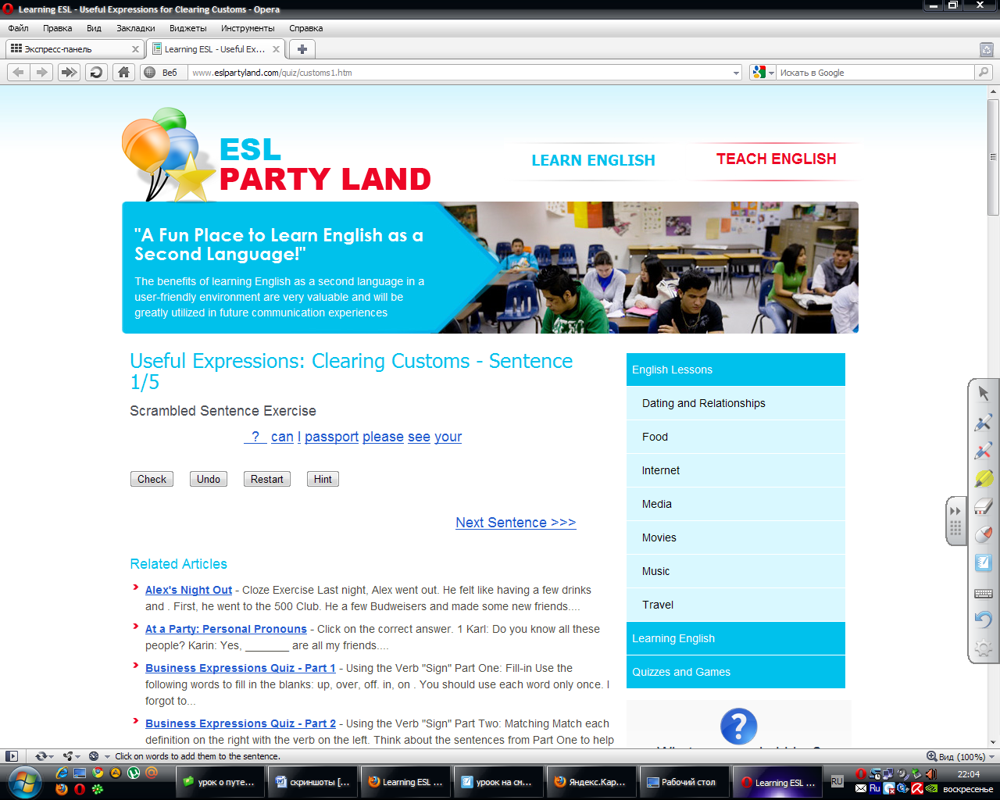 Learning ESL - Useful Expressions for Clearing Customs - Opera
Файл Правка Вид Закладки Виджеты Инструменты Справка
Экспресс-панель Learning ESL - Useful Ex...
Веб www.eslpartyland.com/quiz/customs1.htm Искать в Google
ESL
PARTY LAND
LEARN ENGLISH
TEACH ENGLISH
"A Fun Place to Learn English as a
Second Language!"
The benefits of learning English as a second language in a
user-friendly environment are very valuable and will be
greatly utilized in future communication experiences
Useful Expressions: Clearing Customs - Sentence
1/5
Scrambled Sentence Exercise
? can I passport please see your
Check Undo Restart Hint
Next Sentence >>>
Related Articles
Alex's Night Out - Cloze Exercise Last night, Alex went out. He felt like having a few drinks
and . First, he went to the 500 Club. He a few Budweisers and made some new friends....
At a Party: Personal Pronouns - Click on the correct answer. 1 Karl: Do you know all these
people? Karin: Yes, _______ are all my friends....
Business Expressions Quiz - Part 1 - Using the Verb "Sign" Part One: Fill-in Use the
following words to fill in the blanks: up, over, off. in, on . You should use each word only once. I
forgot to...
Business Expressions Quiz - Part 2 - Using the Verb "Sign" Part Two: Matching Match each
definition on the right with the verb on the left. Think about the sentences from Part One to help
English Lessons
Dating and Relationships
Food
Internet
Media
Movies
Music
Travel
Learning English
Quizzes and Games
?
Click on words to add them to the sentence.
Вид (100%)
урок о путе... скриншоты [... Learning ESL ... уроок на см... Яндекс.Кар... Рабочий стол Learning ESL ... RU 22:04
Ru воскресенье